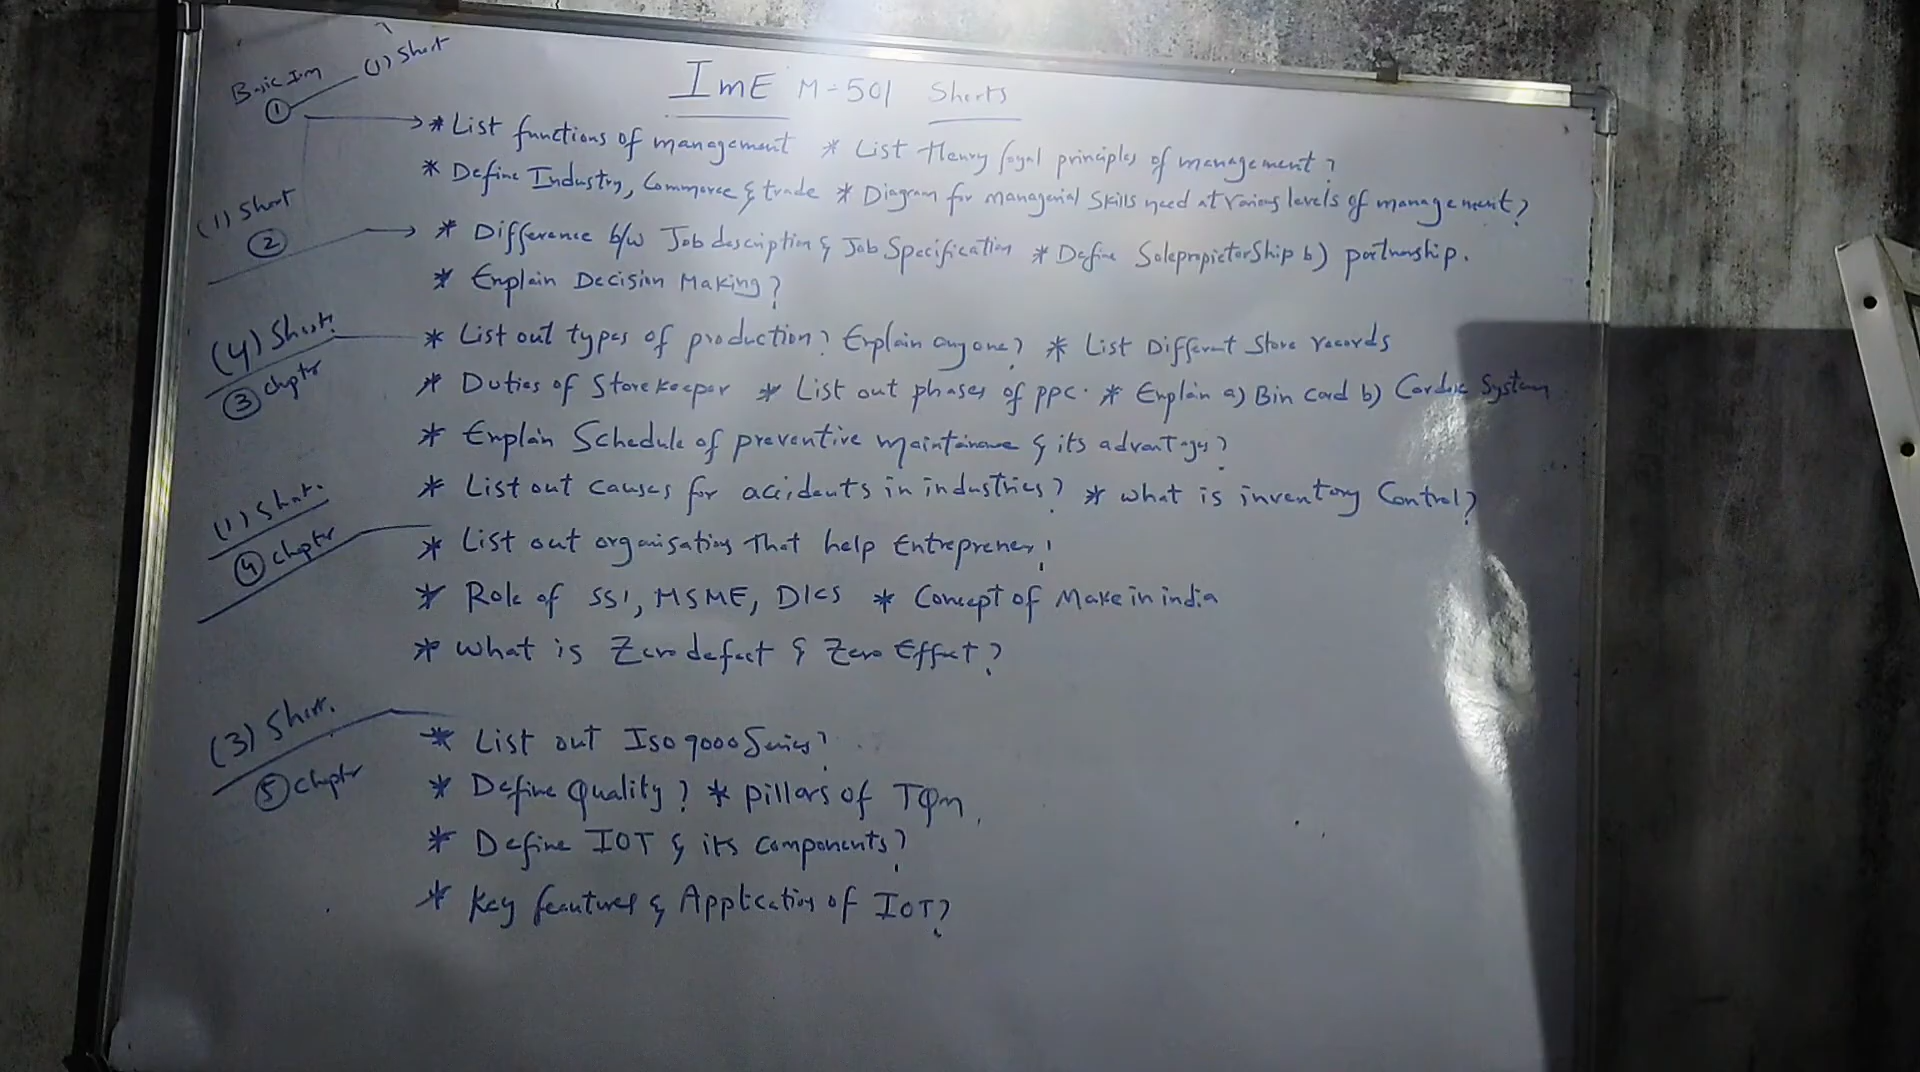 Basic Im (1) Short
①
IME M-501 Shorts
* List functions of management * List Henry fayal principles of management?
* Define Industry, Commerce & trade * Diagram for Managerial Skills need at various levels of management?
(1) Short
②
* Difference b/w Job description & Job Specification * Define Solepropictorship b) partnership.
* Explain Decision Making?
(4) Short.
③ chapter
* List out types of production? Explain any one? * List Different Store records
* Duties of Store keeper * List out phases of ppc. * Explain a) Bin Card b) Cardex System
* Explain Schedule of preventive maintainance & its advantages?
* List out causes for accidents in industries? * what is inventory Control?
(1) Short.
④ chapter
* List out organisations That help Entreprener?
* Role of SSI, MSME, DICS * Concept of Make in india
* what is Zero defect & Zero Effect?
(3) Short.
⑤ chapter
* List out ISO 9000 Series?
* Define Quality? * pillars of TQM.
* Define IOT & its components?
* Key features & Applications of IOT?